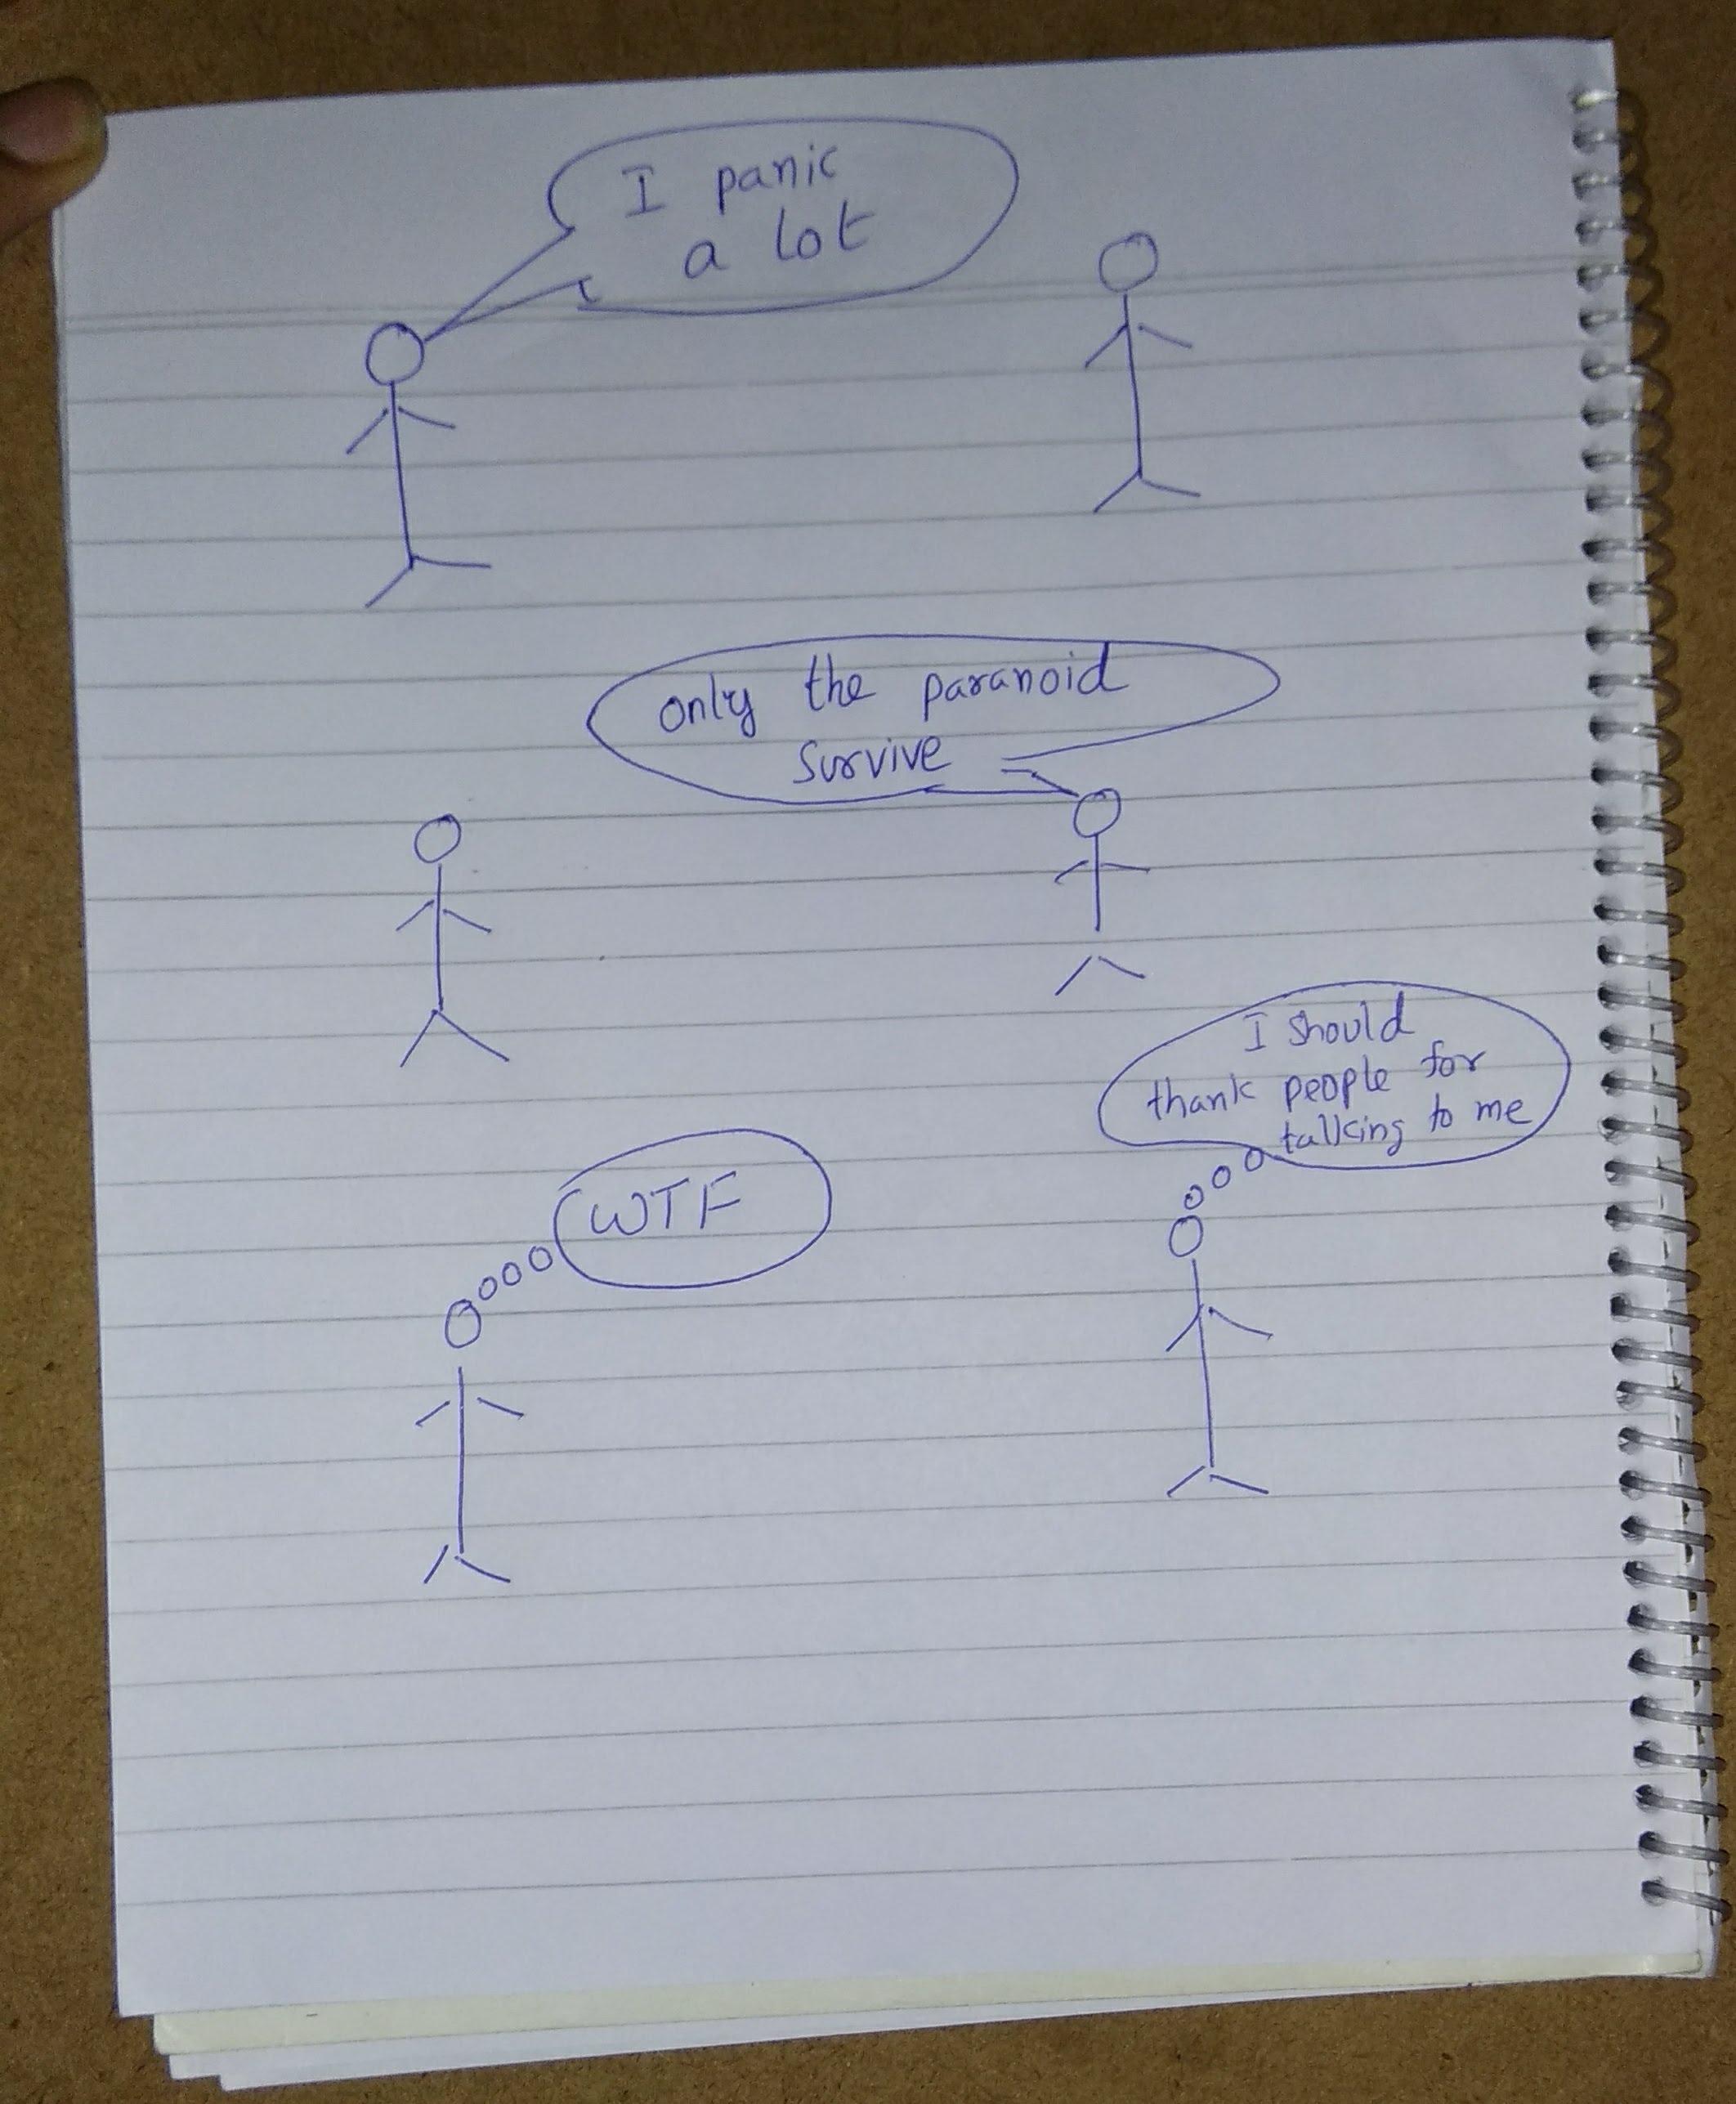 I panic
a lot
only the paranoid
survive
I should
thank people for
talking to me
WTF